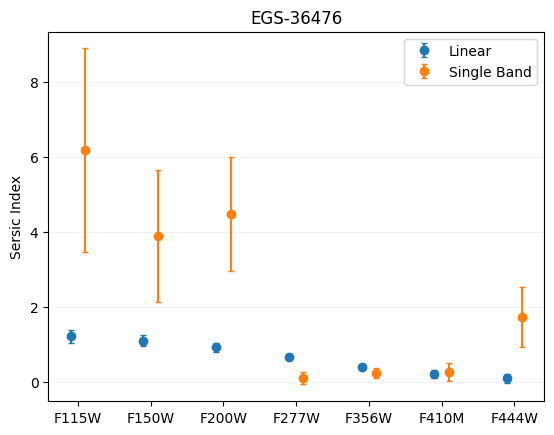 EGS-36476
Linear
Single Band
Sersic Index
8
6
4
2
0
F115W F150W F200W F277W F356W F410M F444W